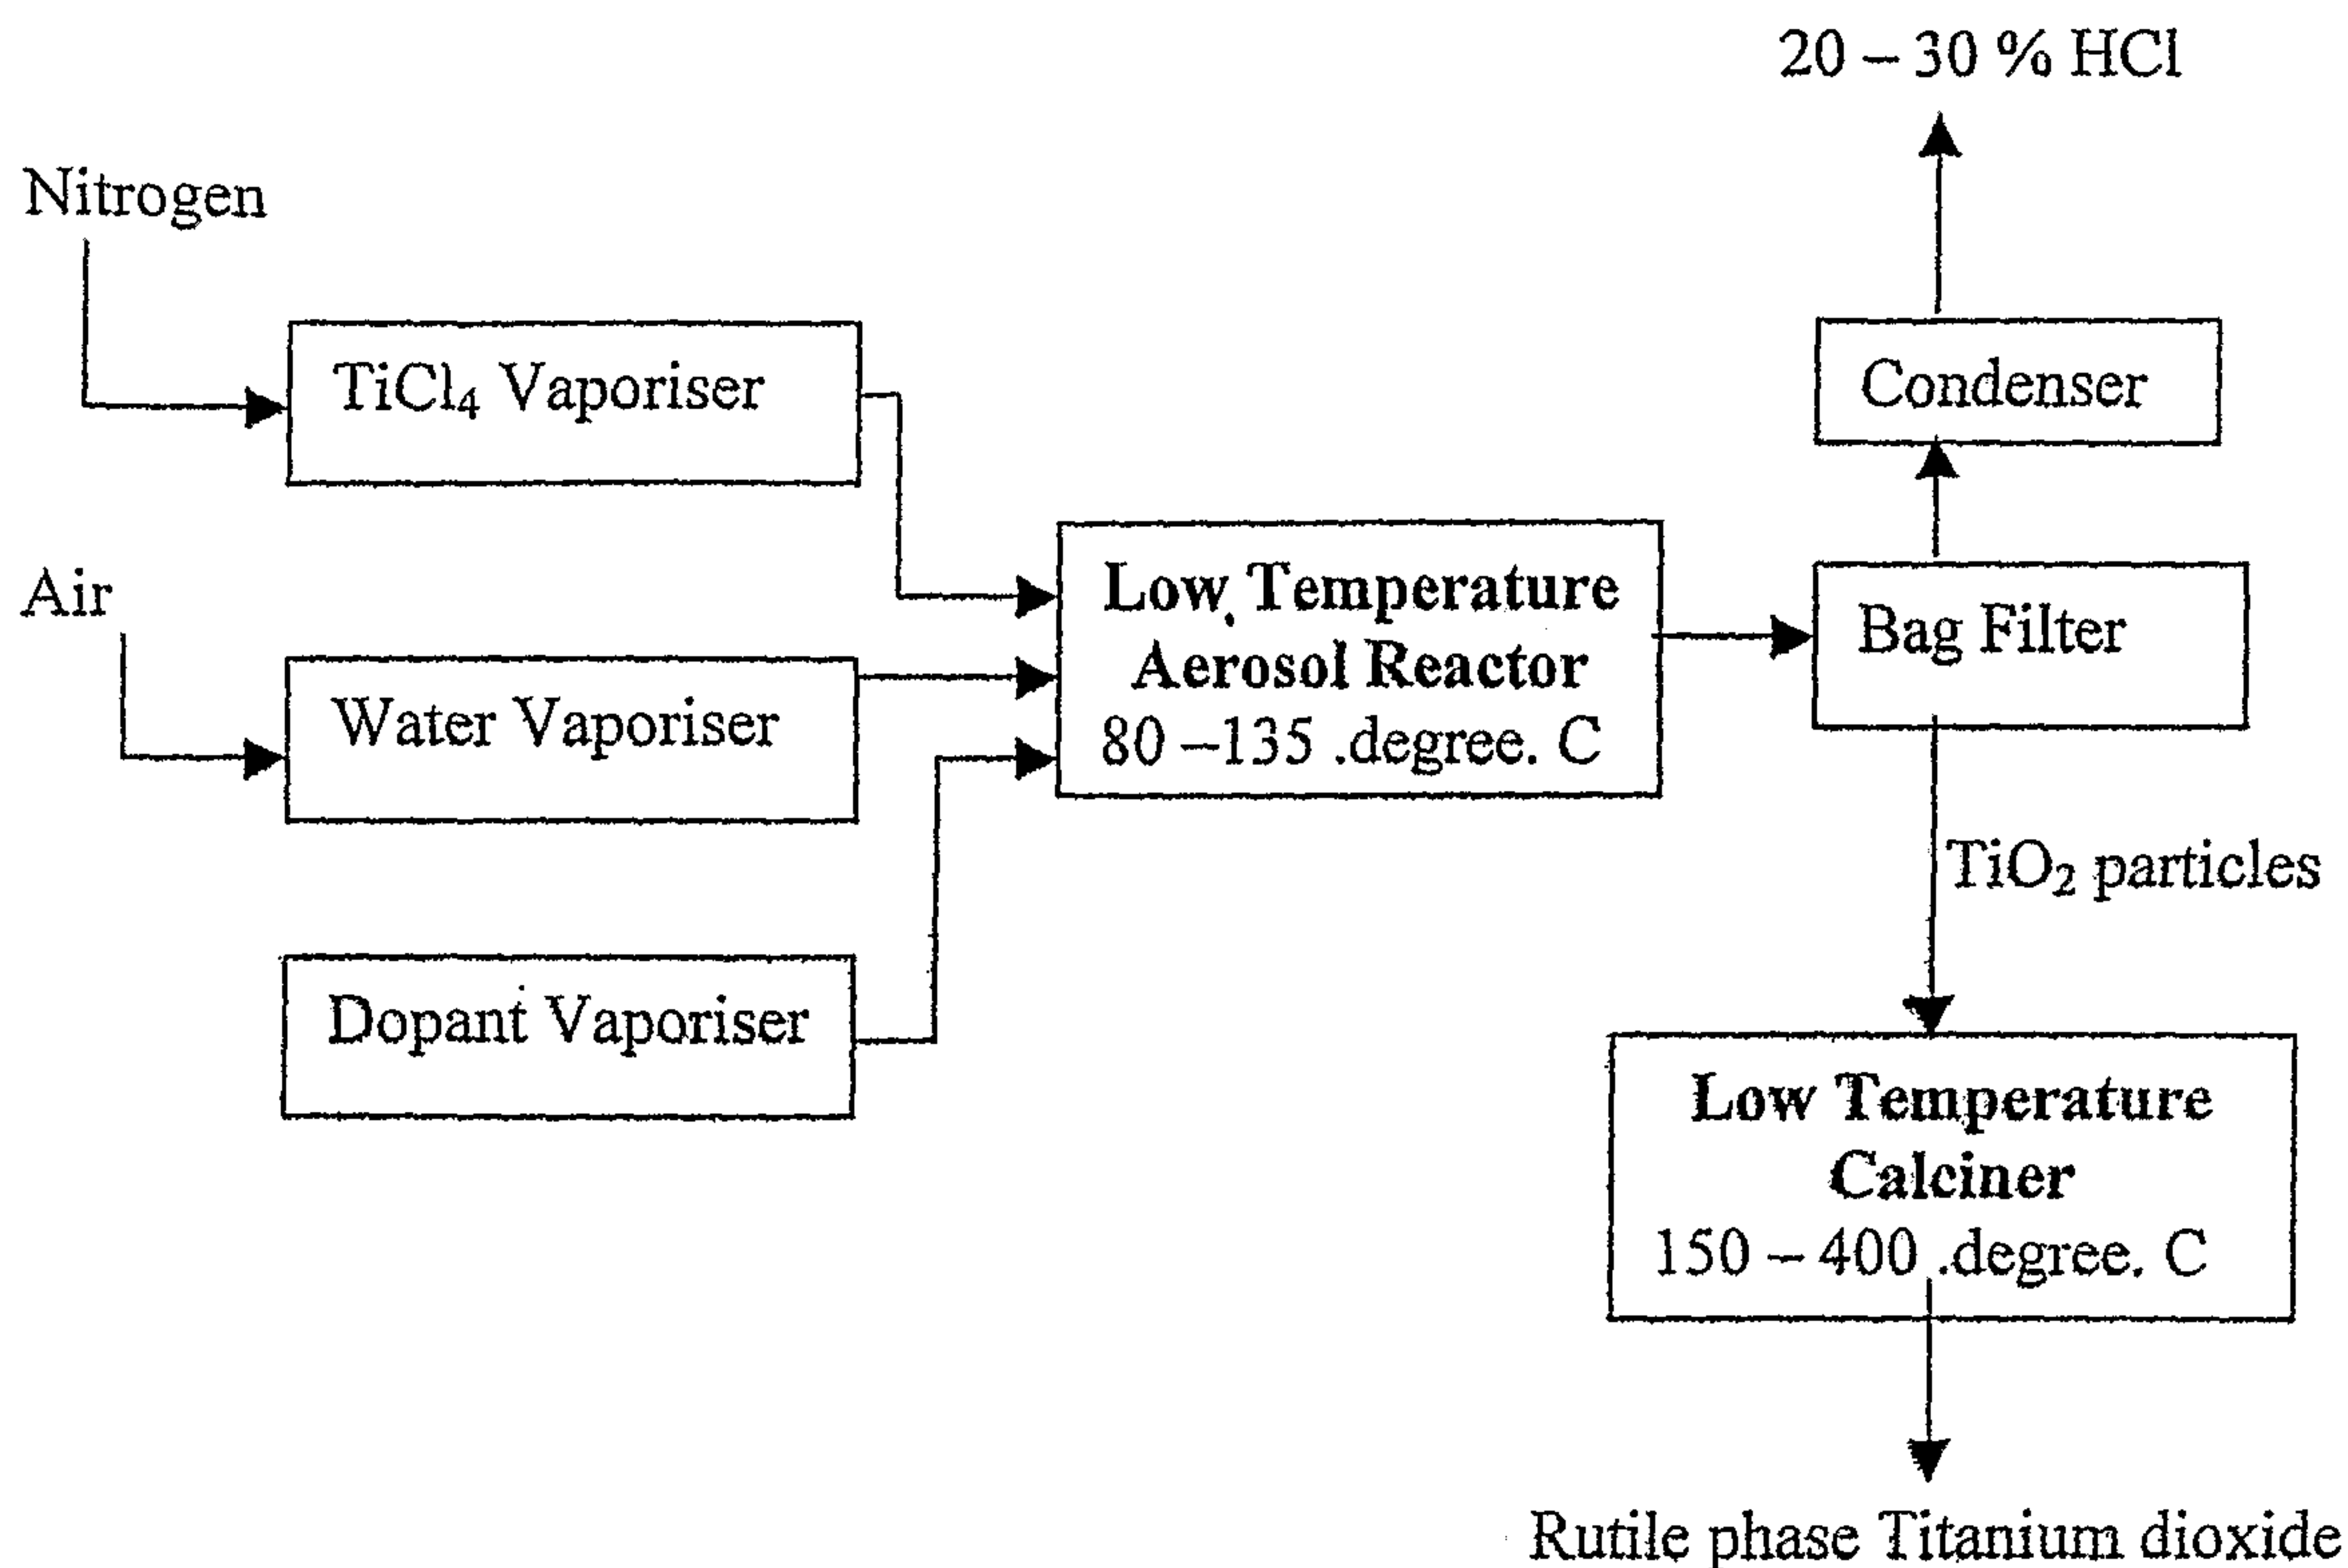 20 – 30 % HCl
Nitrogen
TiCl₄ Vaporiser
Condenser
Air
Low Temperature
Aerosol Reactor
80 –135 .degree. C
Bag Filter
Water Vaporiser
TiO₂ particles
Dopant Vaporiser
Low Temperature
Calciner
150 – 400 .degree. C
Rutile phase Titanium dioxide